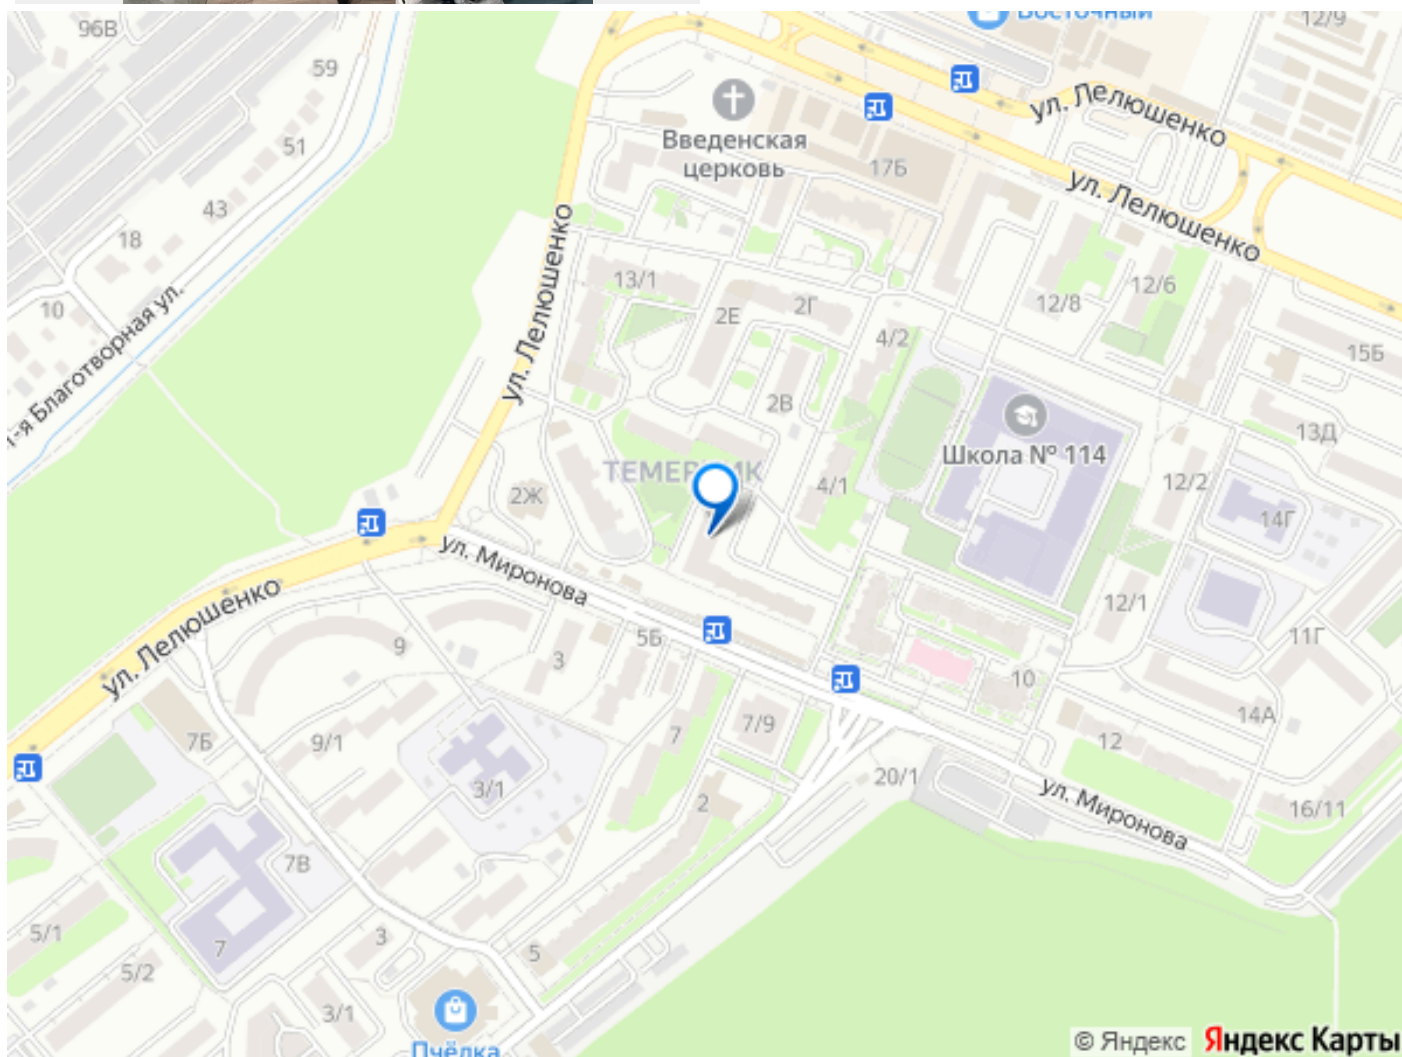 96В
Восточный
12/9
59
ул. Лелюшенко
Введенская
церковь
17Б
51
ул. Лелюшенко
43
18
ул. Лелюшенко
13/1
12/6
10
2Е
2Г
12/8
4/2
15Б
1-я Благотворная ул.
2В
13Д
Школа № 114
ТЕМЕРНИК
4/1
12/2
2Ж
14Г
ул. Миронова
ул. Лелюшенко
12/1
9
5Б
3
11Г
10
7Б
9/1
7
7/9
14А
12
3/1
20/1
ул. Миронова
2
16/11
7В
5/1
7
3
5
5/2
3/1
Пчёлка
© Яндекс Яндекс Карты